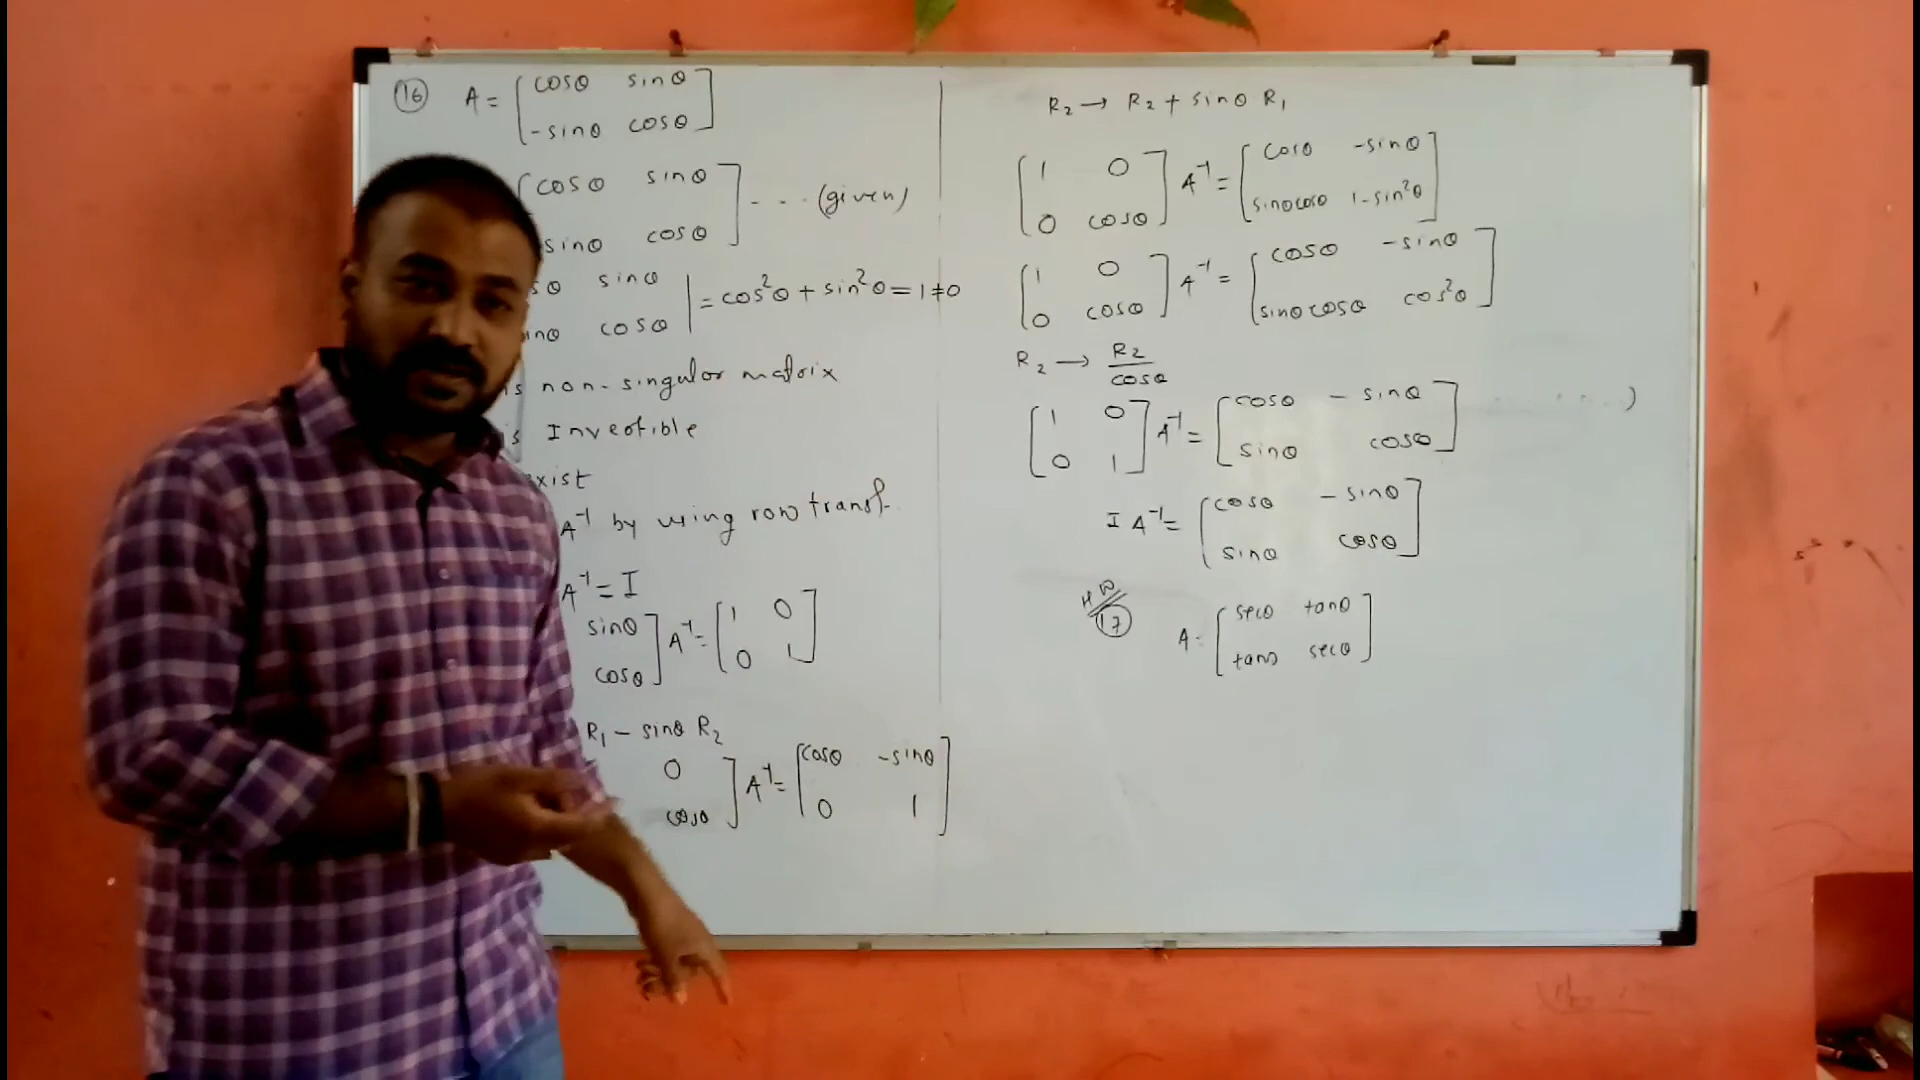 (16) A = [cosθ sinθ
-sinθ cosθ]
[cosθ sinθ
sinθ cosθ] ... (given)
sθ sinθ
inθ cosθ| = cos²θ + sin²θ = 1 ≠ 0
is non-singular matrix
is Invertible
exist
A⁻¹ by using row transf.
A⁻¹ = I
sinθ
cosθ] A⁻¹ = [1 0
0 1]
R₁ - sinθ R₂
0
cosθ] A⁻¹ = [cosθ -sinθ
0 1]
R₂ → R₂ + sinθ R₁
[1 0
0 cosθ] A⁻¹ = [cosθ -sinθ
sinθcosθ 1-sin²θ]
[1 0
0 cosθ] A⁻¹ = [cosθ -sinθ
sinθcosθ cos²θ]
R₂ → R₂/cosθ
[1 0
0 1] A⁻¹ = [cosθ -sinθ
sinθ cosθ]
I A⁻¹ = [cosθ -sinθ
sinθ cosθ]
HW
(17) A = [secθ tanθ
tanθ secθ]